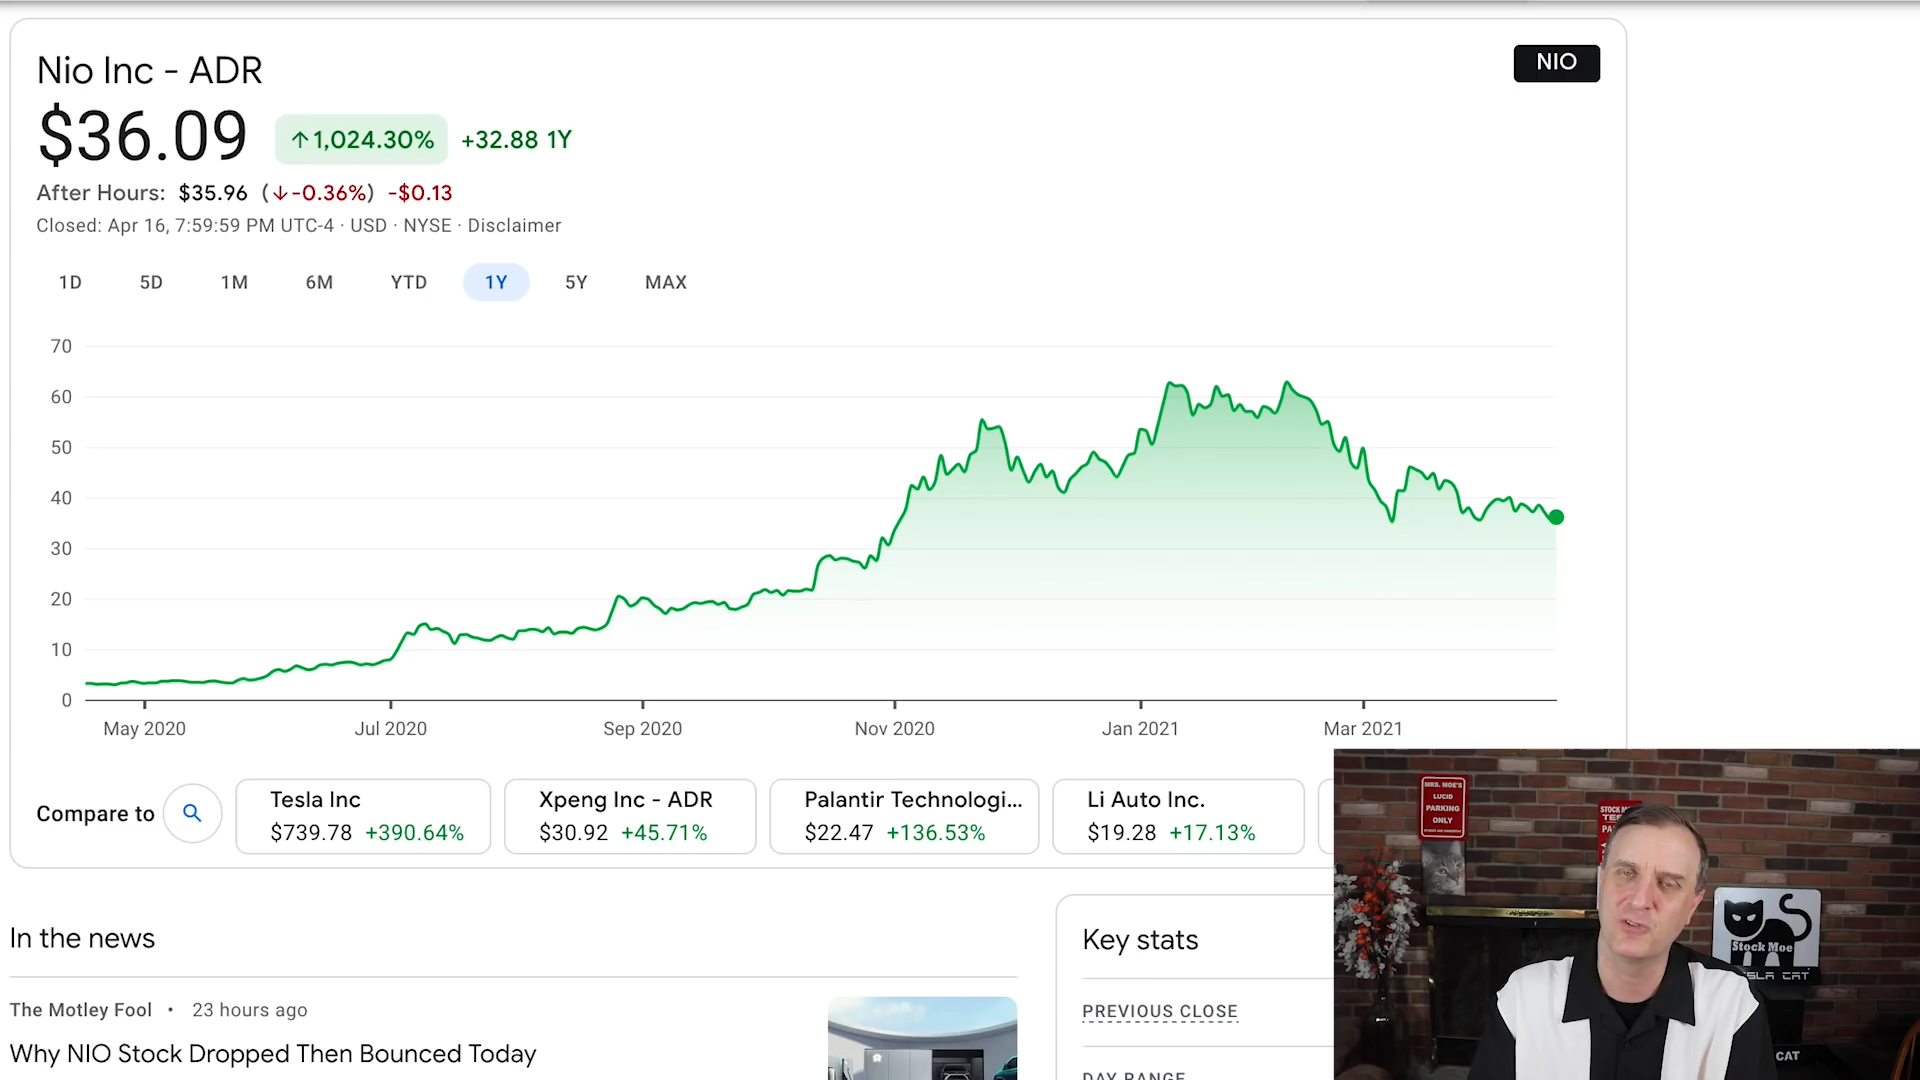 Nio Inc - ADR
NIO
$36.09 ↑1,024.30% +32.88 1Y
After Hours: $35.96 (↓-0.36%) -$0.13
Closed: Apr 16, 7:59:59 PM UTC-4 · USD · NYSE · Disclaimer
1D 5D 1M 6M YTD 1Y 5Y MAX
70
60
50
40
30
20
10
0
May 2020 Jul 2020 Sep 2020 Nov 2020 Jan 2021 Mar 2021
Compare to
Tesla Inc
$739.78 +390.64%
Xpeng Inc - ADR
$30.92 +45.71%
Palantir Technologi...
$22.47 +136.53%
Li Auto Inc.
$19.28 +17.13%
In the news
The Motley Fool • 23 hours ago
Why NIO Stock Dropped Then Bounced Today
Key stats
PREVIOUS CLOSE
DAY RANGE
MRS. MOE'S
LUCID
PARKING
ONLY
STOCK M
TES
PA
Stock Moe
SLA CAT
CAT